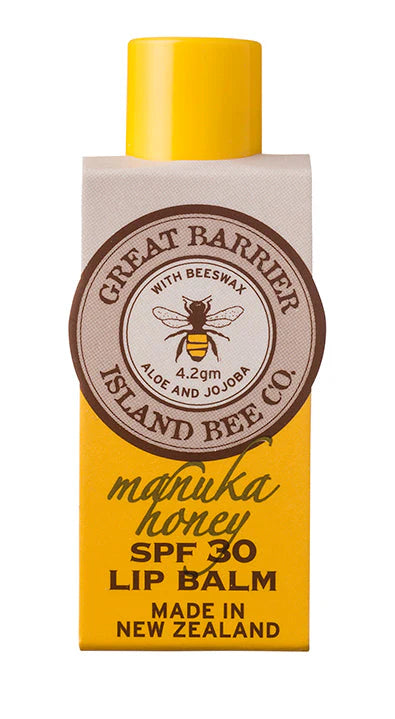 GREAT BARRIER
WITH BEESWAX
4.2gm
ALOE AND JOJOBA
ISLAND BEE CO.
manuka
honey
SPF 30
LIP BALM
MADE IN
NEW ZEALAND